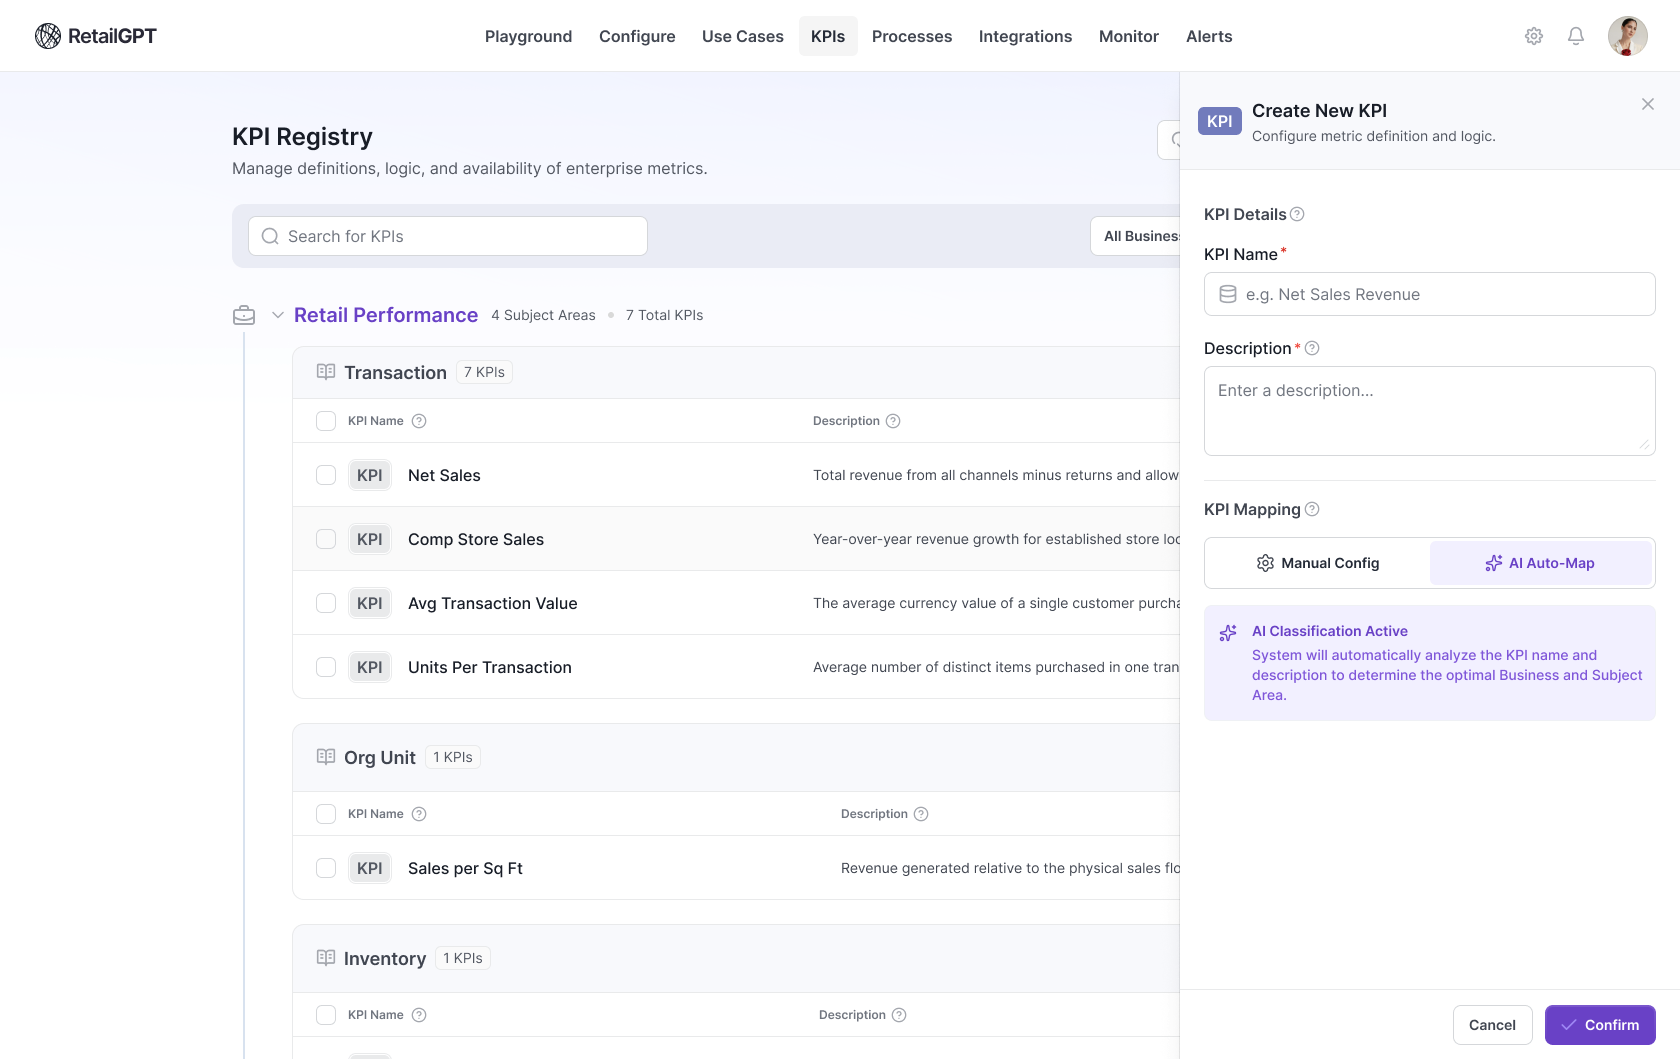 RetailGPT
Playground
Configure
Use Cases
KPIs
Processes
Integrations
Monitor
Alerts
KPI Registry
Manage definitions, logic, and availability of enterprise metrics.
Search for KPIs
All Business
Retail Performance
4 Subject Areas
7 Total KPIs
Transaction
7 KPIs
KPI Name
Description
KPI
Net Sales
Total revenue from all channels minus returns and allow
KPI
Comp Store Sales
Year-over-year revenue growth for established store loc
KPI
Avg Transaction Value
The average currency value of a single customer purcha
KPI
Units Per Transaction
Average number of distinct items purchased in one tran
Org Unit
1 KPIs
KPI Name
Description
KPI
Sales per Sq Ft
Revenue generated relative to the physical sales flo
Inventory
1 KPIs
KPI Name
Description
KPI
Create New KPI
Configure metric definition and logic.
KPI Details
KPI Name*
e.g. Net Sales Revenue
Description*
Enter a description...
KPI Mapping
Manual Config
AI Auto-Map
AI Classification Active
System will automatically analyze the KPI name and
description to determine the optimal Business and Subject
Area.
Cancel
Confirm